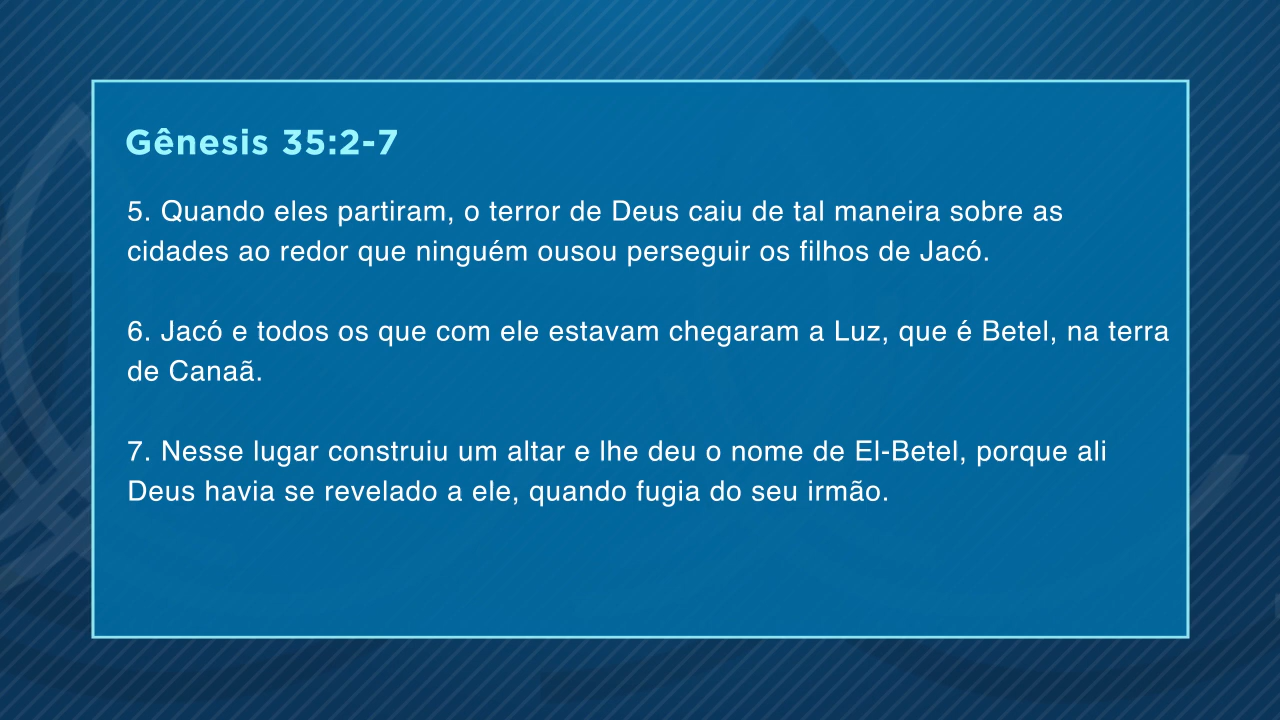 Gênesis 35:2-7
5. Quando eles partiram, o terror de Deus caiu de tal maneira sobre as
cidades ao redor que ninguém ousou perseguir os filhos de Jacó.
6. Jacó e todos os que com ele estavam chegaram a Luz, que é Betel, na terra
de Canaã.
7. Nesse lugar construiu um altar e lhe deu o nome de El-Betel, porque ali
Deus havia se revelado a ele, quando fugia do seu irmão.